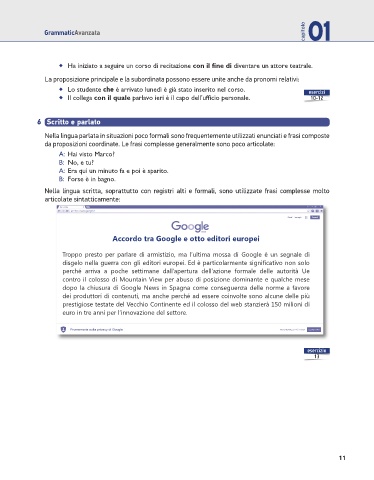 GrammaticAvanzata
capitolo 01
◆ Ha iniziato a seguire un corso di recitazione con il fine di diventare un attore teatrale.
La proposizione principale e la subordinata possono essere unite anche da pronomi relativi:
◆ Lo studente che è arrivato lunedì è già stato inserito nel corso.
◆ Il collega con il quale parlavo ieri è il capo dell'ufficio personale.
esercizi
10-12
6 Scritto e parlato
Nella lingua parlata in situazioni poco formali sono frequentemente utilizzati enunciati e frasi composte
da proposizioni coordinate. Le frasi complesse generalmente sono poco articolate:
A: Hai visto Marco?
B: No, e tu?
A: Era qui un minuto fa e poi è sparito.
B: Forse è in bagno.
Nella lingua scritta, soprattutto con registri alti e formali, sono utilizzate frasi complesse molto
articolate sintatticamente:
Google
Accordo tra Google e otto editori europei
Troppo presto per parlare di armistizio, ma l'ultima mossa di Google è un segnale di
disgelo nella guerra con gli editori europei. Ed è particolarmente significativo non solo
perché arriva a poche settimane dall'apertura dell'azione formale delle autorità Ue
contro il colosso di Mountain View per abuso di posizione dominante e qualche mese
dopo la chiusura di Google News in Spagna come conseguenza delle norme a favore
dei produttori di contenuti, ma anche perché ad essere coinvolte sono alcune delle più
prestigiose testate del Vecchio Continente ed il colosso del web stanzierà 150 milioni di
euro in tre anni per l'innovazione del settore.
Promemoria sulla privacy di Google
esercizio
13
11